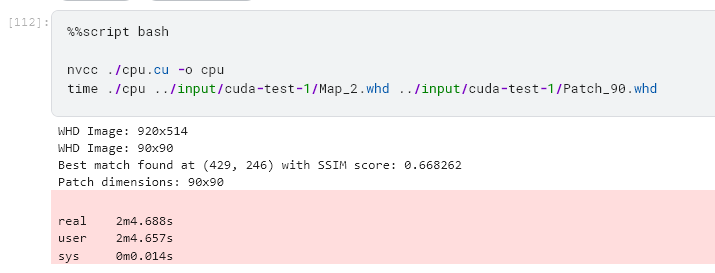 [112]:
%%script bash
nvcc ./cpu.cu -o cpu
time ./cpu ../input/cuda-test-1/Map_2.whd ../input/cuda-test-1/Patch_90.whd
WHD Image: 920x514
WHD Image: 90x90
Best match found at (429, 246) with SSIM score: 0.668262
Patch dimensions: 90x90
real 2m4.688s
user 2m4.657s
sys 0m0.014s